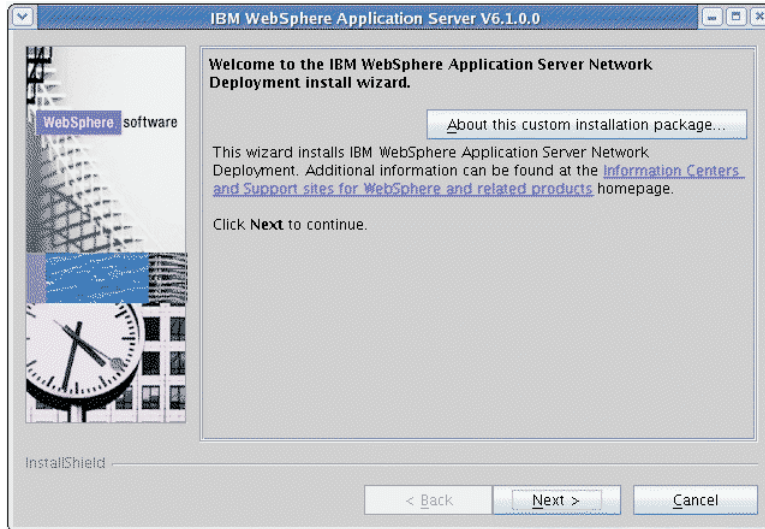 IBM WebSphere Application Server V6.1.0.0
WebSphere software
Welcome to the IBM WebSphere Application Server Network
Deployment install wizard.
About this custom installation package...
This wizard installs IBM WebSphere Application Server Network
Deployment. Additional information can be found at the Information Centers
and Support sites for WebSphere and related products homepage.
Click Next to continue.
InstallShield
< Back
Next >
Cancel